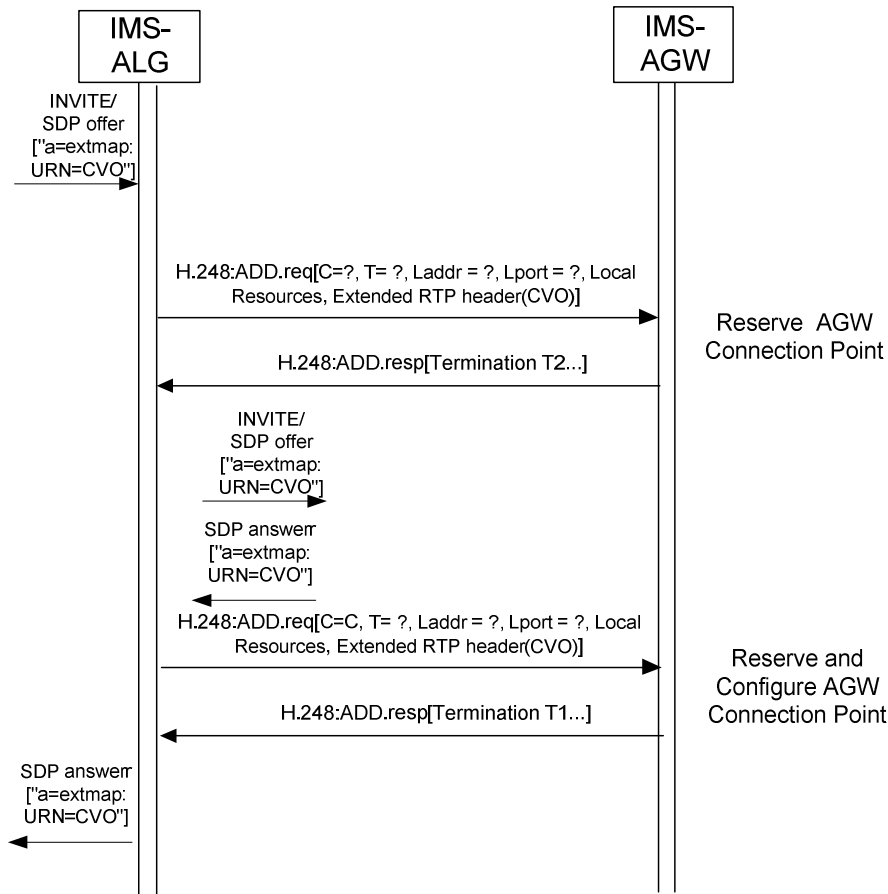 IMS-
ALG
IMS-
AGW
INVITE/
SDP offer
["a=extmap:
URN=CVO"]
H.248:ADD.req[C=?, T= ?, Laddr = ?, Lport = ?, Local
Resources, Extended RTP header(CVO)]
Reserve AGW
Connection Point
H.248:ADD.resp[Termination T2...]
INVITE/
SDP offer
["a=extmap:
URN=CVO"]
SDP answerr
["a=extmap:
URN=CVO"]
H.248:ADD.req[C=C, T= ?, Laddr = ?, Lport = ?, Local
Resources, Extended RTP header(CVO)]
Reserve and
Configure AGW
Connection Point
H.248:ADD.resp[Termination T1...]
SDP answerr
["a=extmap:
URN=CVO"]